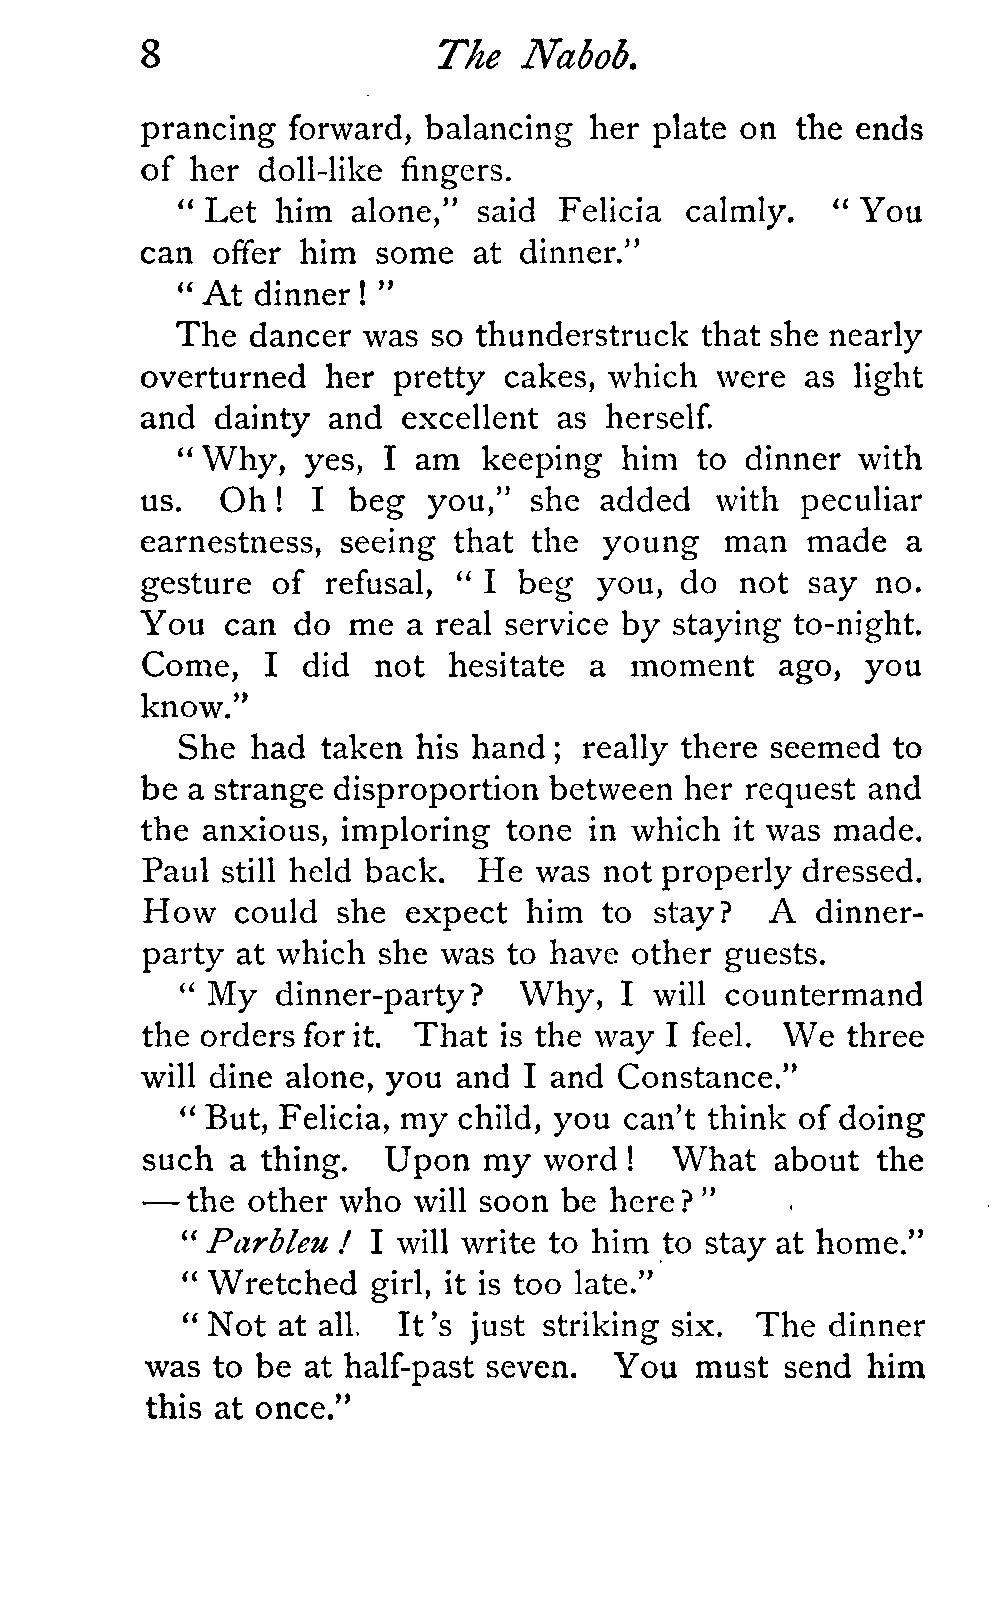 8 The Nabob.
prancing forward, balancing her plate on the ends
of her doll-like fingers.
“ Let him alone,” said Felicia calmly. “ You
can offer him some at dinner.”
“ At dinner ! ”
The dancer was so thunderstruck that she nearly
overturned her pretty cakes, which were as light
and dainty and excellent as herself.
“ Why, yes, I am keeping him to dinner with
us. Oh ! I beg you,” she added with peculiar
earnestness, seeing that the young man made a
gesture of refusal, “ I beg you, do not say no.
You can do me a real service by staying to-night.
Come, I did not hesitate a moment ago, you
know.”
She had taken his hand ; really there seemed to
be a strange disproportion between her request and
the anxious, imploring tone in which it was made.
Paul still held back. He was not properly dressed.
How could she expect him to stay? A dinner-
party at which she was to have other guests.
“ My dinner-party? Why, I will countermand
the orders for it. That is the way I feel. We three
will dine alone, you and I and Constance.”
“ But, Felicia, my child, you can't think of doing
such a thing. Upon my word ! What about the
— the other who will soon be here? ”
“ Parbleu ! I will write to him to stay at home.”
“ Wretched girl, it is too late.”
“ Not at all. It 's just striking six. The dinner
was to be at half-past seven. You must send him
this at once.”